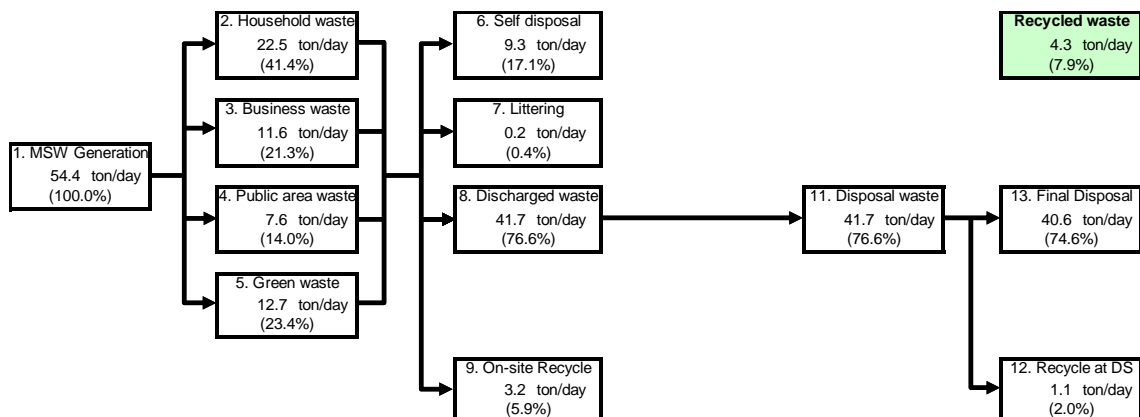 1. MSW Generation
54.4 ton/day
(100.0%)
2. Household waste
22.5 ton/day
(41.4%)
3. Business waste
11.6 ton/day
(21.3%)
4. Public area waste
7.6 ton/day
(14.0%)
5. Green waste
12.7 ton/day
(23.4%)
6. Self disposal
9.3 ton/day
(17.1%)
7. Littering
0.2 ton/day
(0.4%)
8. Discharged waste
41.7 ton/day
(76.6%)
9. On-site Recycle
3.2 ton/day
(5.9%)
11. Disposal waste
41.7 ton/day
(76.6%)
Recycled waste
4.3 ton/day
(7.9%)
13. Final Disposal
40.6 ton/day
(74.6%)
12. Recycle at DS
1.1 ton/day
(2.0%)